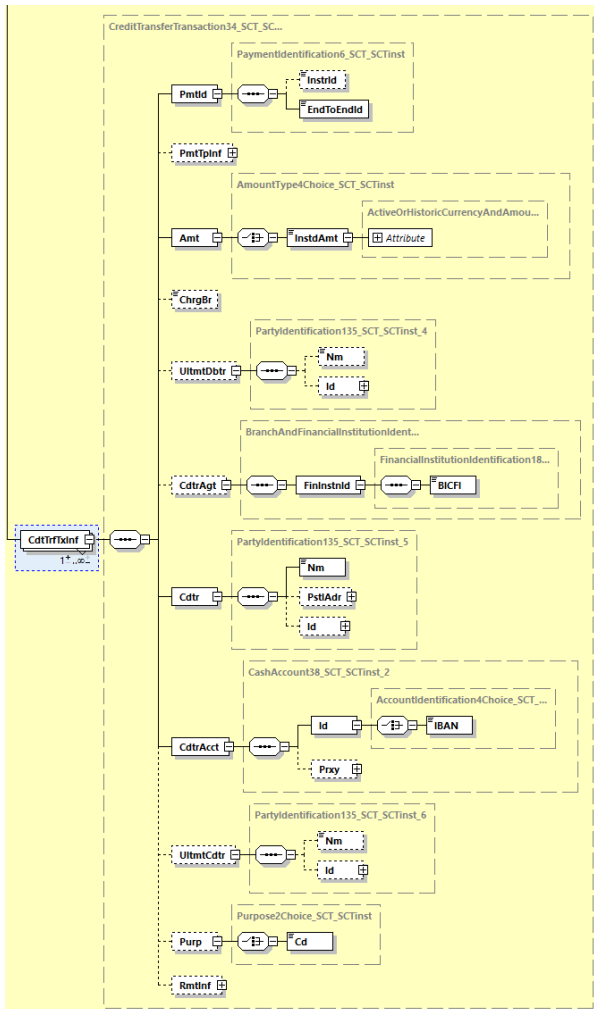 CreditTransferTransaction34_SCT_SC...
PaymentIdentification6_SCT_SCTinst
PmtId
InstrId
EndToEndId
PmtTpInf
AmountType4Choice_SCT_SCTinst
ActiveOrHistoricCurrencyAndAmou...
Amt
InstdAmt
Attribute
ChrgBr
PartyIdentification135_SCT_SCTinst_4
UltmtDbtr
Nm
Id
BranchAndFinancialInstitutionIdent...
FinancialInstitutionIdentification18...
CdtrAgt
FinInstnId
BICFI
CdtTrfTxInf
1..∞
PartyIdentification135_SCT_SCTinst_5
Cdtr
Nm
PstlAdr
Id
CashAccount38_SCT_SCTinst_2
AccountIdentification4Choice_SCT_...
CdtrAcct
Id
IBAN
Prxy
PartyIdentification135_SCT_SCTinst_6
UltmtCdtr
Nm
Id
Purpose2Choice_SCT_SCTinst
Purp
Cd
RmtInf